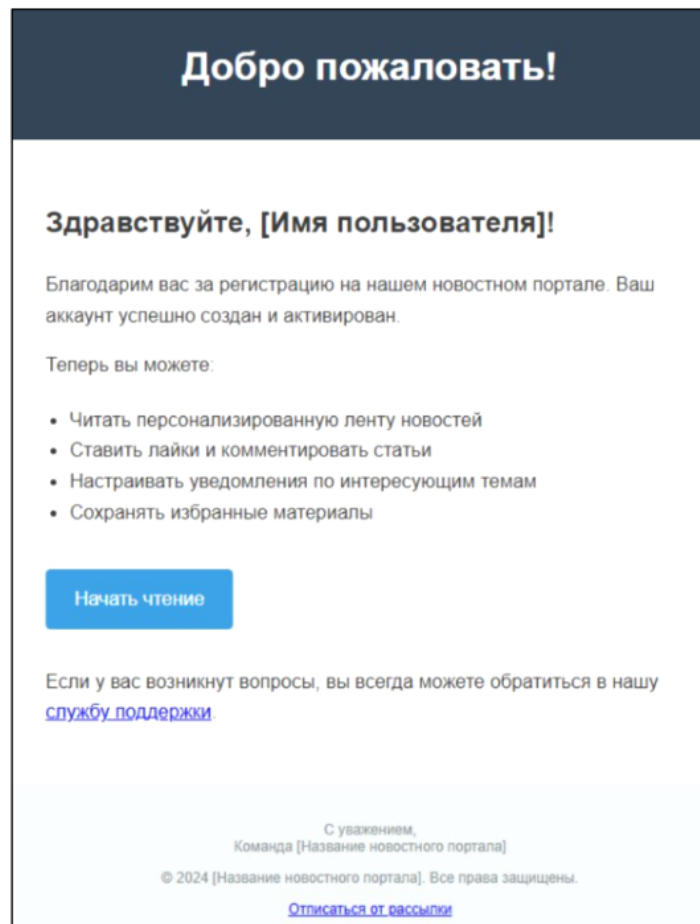 Добро пожаловать!
Здравствуйте, [Имя пользователя]!
Благодарим вас за регистрацию на нашем новостном портале. Ваш
аккаунт успешно создан и активирован.
Теперь вы можете:
• Читать персонализированную ленту новостей
• Ставить лайки и комментировать статьи
• Настраивать уведомления по интересующим темам
• Сохранять избранные материалы
Начать чтение
Если у вас возникнут вопросы, вы всегда можете обратиться в нашу
службу поддержки.
С уважением,
Команда [Название новостного портала]
© 2024 [Название новостного портала]. Все права защищены.
Отписаться от рассылки